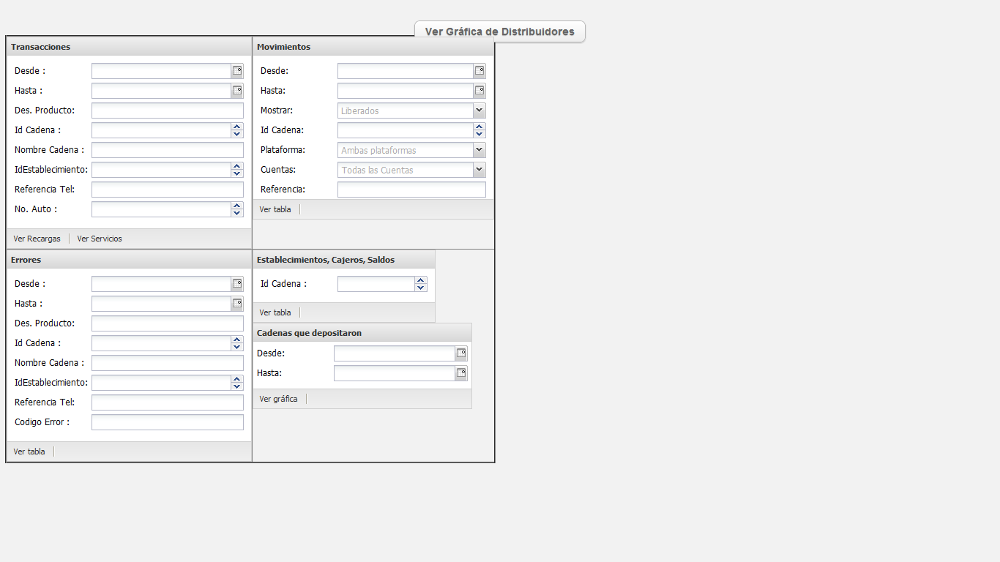 Ver Gráfica de Distribuidores
Transacciones
Desde :
Hasta :
Des. Producto:
Id Cadena :
Nombre Cadena :
IdEstablecimiento:
Referencia Tel:
No. Auto :
Ver Recargas
Ver Servicios
Movimientos
Desde:
Hasta:
Mostrar: Liberados
Id Cadena:
Plataforma: Ambas plataformas
Cuentas: Todas las Cuentas
Referencia:
Ver tabla
Errores
Desde :
Hasta :
Des. Producto:
Id Cadena :
Nombre Cadena :
IdEstablecimiento:
Referencia Tel:
Codigo Error :
Ver tabla
Establecimientos, Cajeros, Saldos
Id Cadena :
Ver tabla
Cadenas que depositaron
Desde:
Hasta:
Ver gráfica